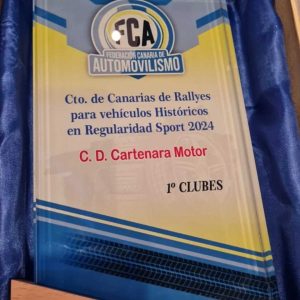 FCA
FEDERACIÓN CANARIA DE
AUTOMOVILISMO
Cto. de Canarias de Rallyes
para vehículos Históricos
en Regularidad Sport 2024
C. D. Cartenara Motor
1º CLUBES